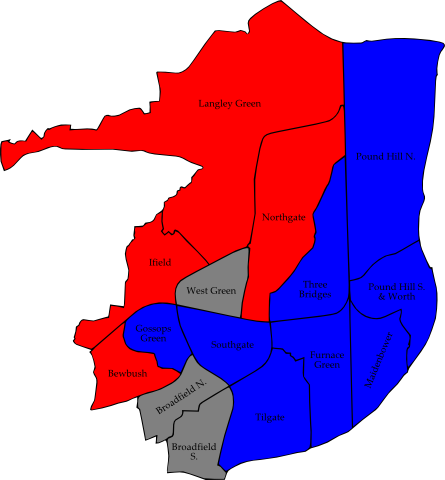 Langley Green
Pound Hill N.
Northgate
Ifield
West Green
Three
Bridges
Pound Hill S
& Worth
Gossops
Green
Southgate
Furnace
Green
Maidenbower
Bewbush
Broadfield N.
Tilgate
Broadfield
S.